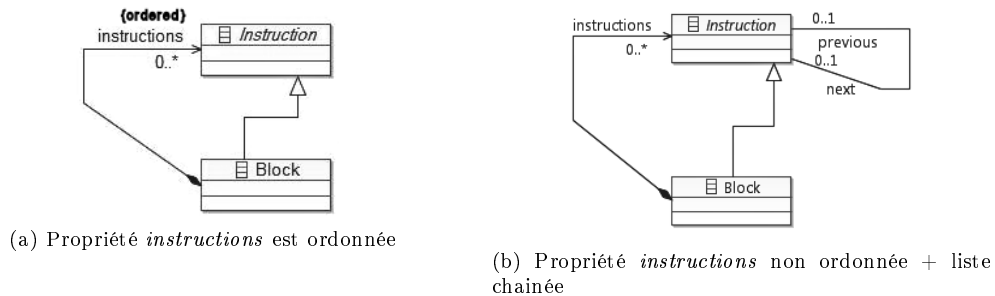 {ordered}
instructions
0..*
Instruction
Block
(a) Propriété instructions est ordonnée
instructions
0..*
Instruction
0..1
previous
0..1
next
Block
(b) Propriété instructions non ordonnée + liste
chainée